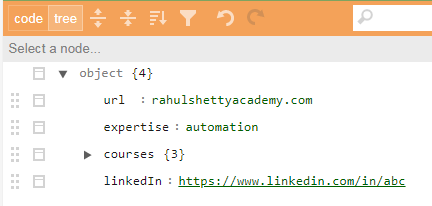 code tree
Select a node...
object {4}
url : rahulshettyacademy.com
expertise : automation
courses {3}
linkedIn : https://www.linkedin.com/in/abc